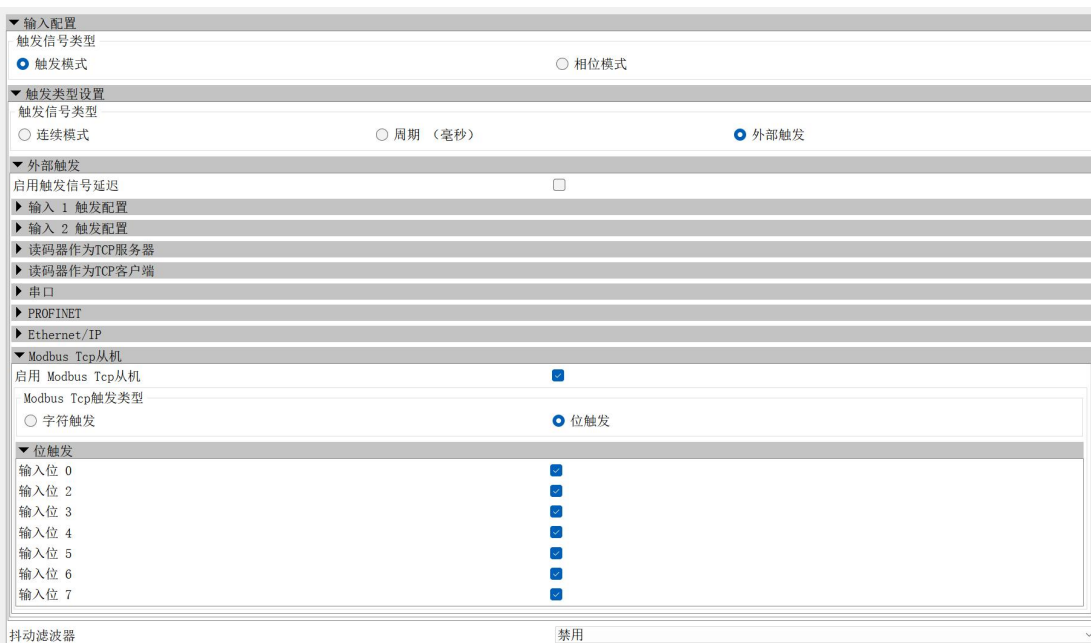 输入配置
触发信号类型
触发模式 相位模式
触发类型设置
触发信号类型
连续模式 周期 （毫秒） 外部触发
外部触发
启用触发信号延迟
输入 1 触发配置
输入 2 触发配置
读码器作为TCP服务器
读码器作为TCP客户端
串口
PROFINET
Ethernet/IP
Modbus Tcp从机
启用 Modbus Tcp从机
Modbus Tcp触发类型
字符触发 位触发
位触发
输入位 0
输入位 2
输入位 3
输入位 4
输入位 5
输入位 6
输入位 7
抖动滤波器 禁用